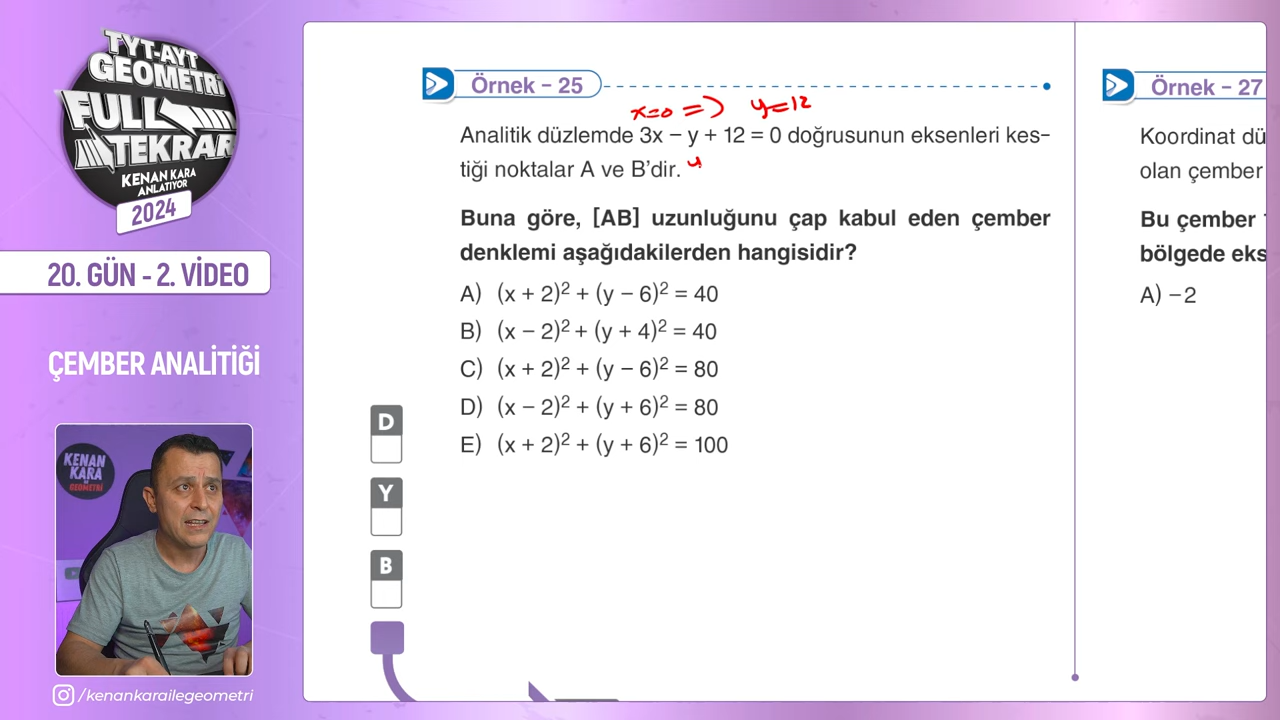 TYT-AYT
GEOMETRİ
FULL
TEKRAR
KENAN KARA
ANLATIYOR
2024
20. GÜN - 2. VİDEO
ÇEMBER ANALİTİĞİ
KENAN
KARA
GEOMETRİ
/kenankarailegeometri
Örnek – 25
x=0 => y=12
Analitik düzlemde 3x – y + 12 = 0 doğrusunun eksenleri kes-
tiği noktalar A ve B'dir. y
Buna göre, [AB] uzunluğunu çap kabul eden çember
denklemi aşağıdakilerden hangisidir?
A) (x + 2)² + (y – 6)² = 40
B) (x – 2)² + (y + 4)² = 40
C) (x + 2)² + (y – 6)² = 80
D) (x – 2)² + (y + 6)² = 80
E) (x + 2)² + (y + 6)² = 100
D
Y
B
Örnek – 27
Koordinat dü
olan çember
Bu çember
bölgede eks
A) –2